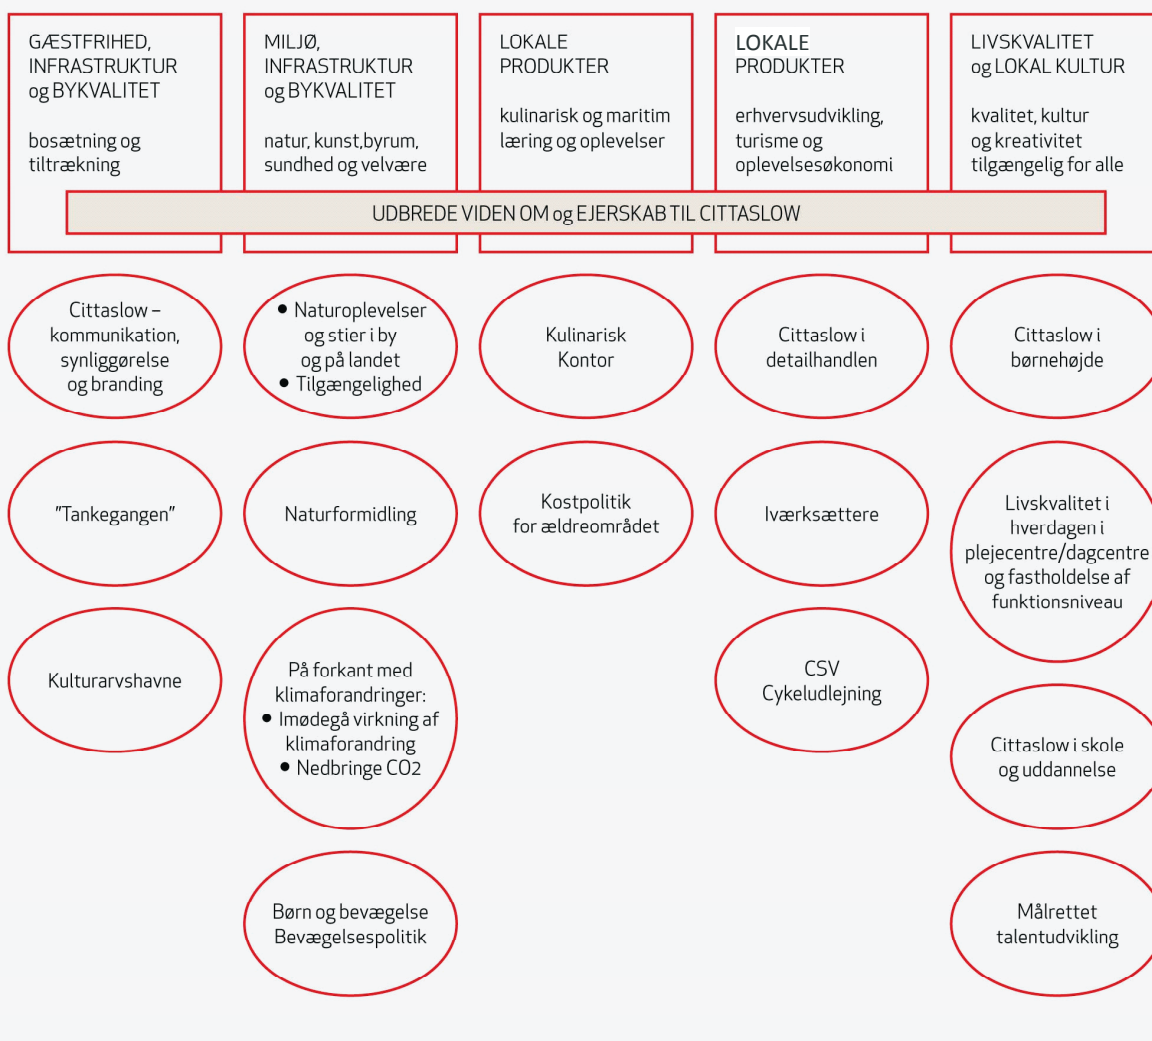 GÆSTFRIHED,
INFRASTRUKTUR
og BYKVALITET
bosætning og
tiltrækning
MILJØ,
INFRASTRUKTUR
og BYKVALITET
natur, kunst,byrum,
sundhed og velvære
LOKALE
PRODUKTER
kulinarisk og maritim
læring og oplevelser
LOKALE
PRODUKTER
erhvervsudvikling,
turisme og
oplevelsesøkonomi
LIVSKVALITET
og LOKAL KULTUR
kvalitet, kultur
og kreativitet
tilgængelig for alle
UDBREDE VIDEN OM og EJERSKAB TIL CITTASLOW
Cittaslow –
kommunikation,
synliggørelse
og branding
"Tankegangen"
Kulturarvshavne
• Naturoplevelser
og stier i by
og på landet
• Tilgængelighed
Naturformidling
På forkant med
klimaforandringer:
• Imødegå virkning af
klimaforandring
• Nedbringe CO2
Børn og bevægelse
Bevægelsespolitik
Kulinarisk
Kontor
Kostpolitik
for ældreområdet
Cittaslow i
detailhandlen
Iværksættere
CSV
Cykeludlejning
Cittaslow i
børnehøjde
Livskvalitet i
hverdagen i
plejecentre/dagcentre
og fastholdelse af
funktionsniveau
Cittaslow i skole
og uddannelse
Målrettet
talentudvikling